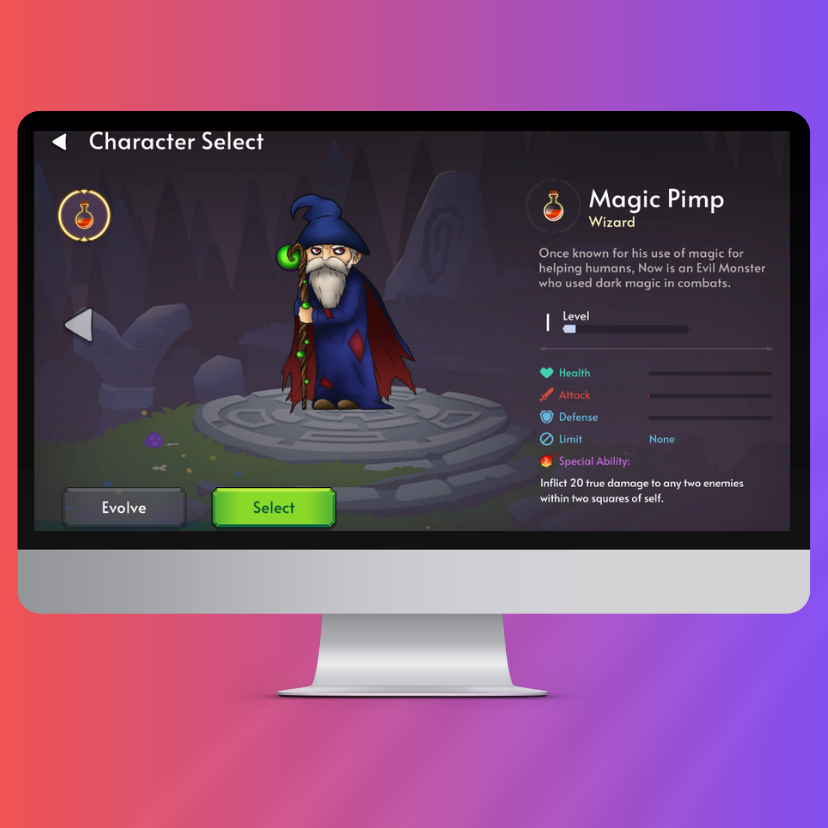 Character Select
Magic Pimp
Wizard
Once known for his use of magic for
helping humans, Now is an Evil Monster
who used dark magic in combats.
Level
Health
Attack
Defense
Limit None
Special Ability:
Inflict 20 true damage to any two enemies
within two squares of self.
Evolve
Select